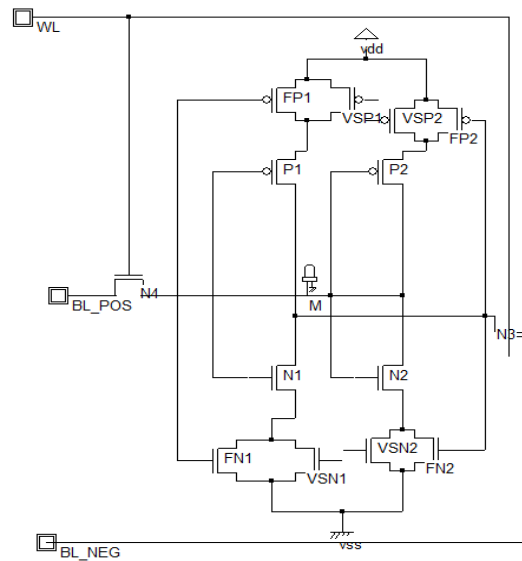 WL
vdd
FP1
VSP1
VSP2
FP2
P1
P2
N4
BL_POS
M
N3=
N1
N2
FN1
VSN1
VSN2
FN2
vss
BL_NEG